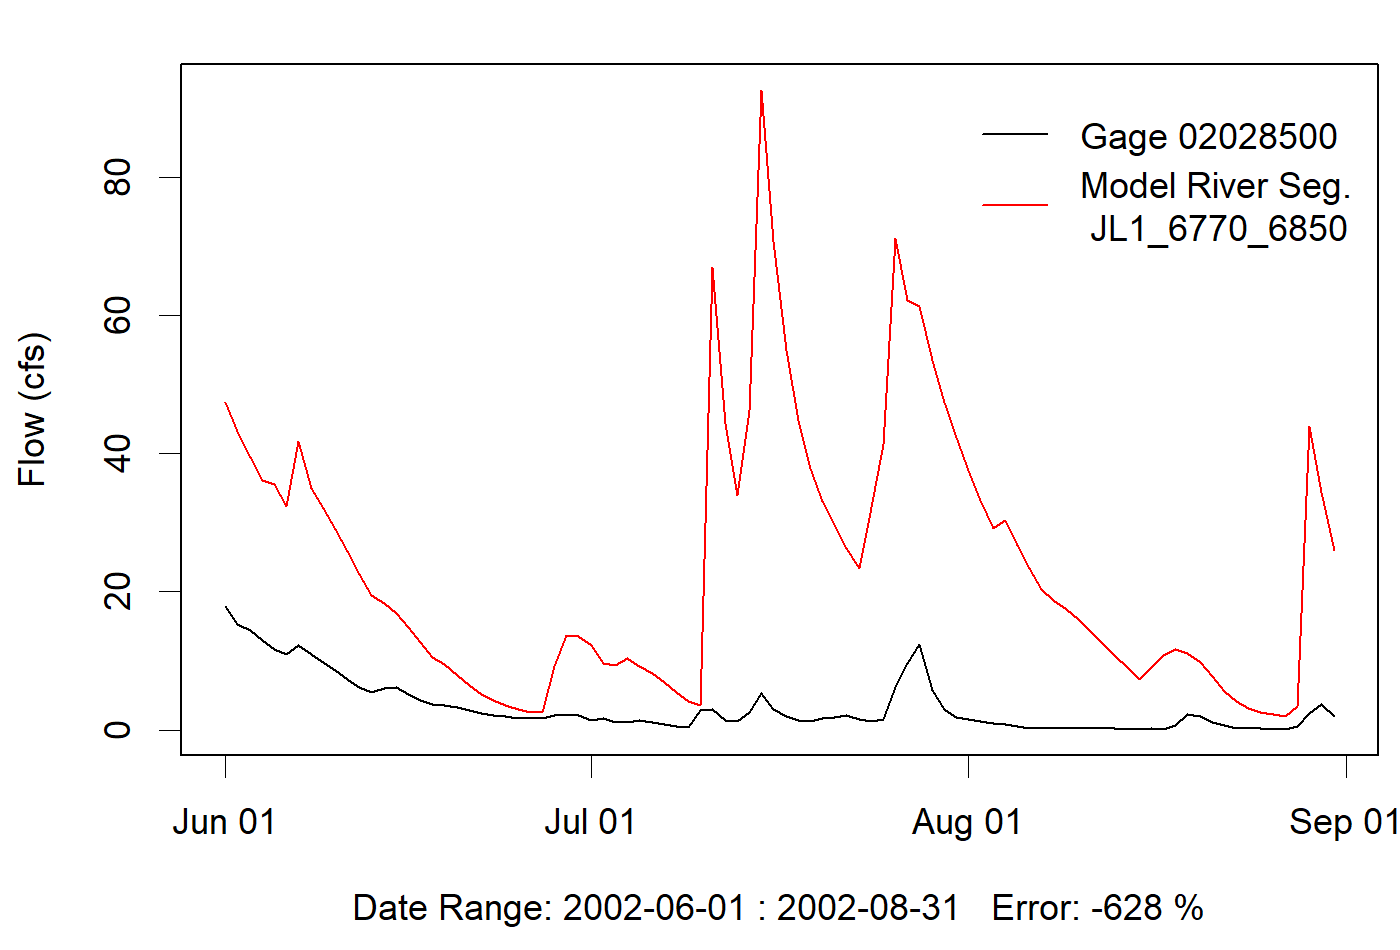 Flow (cfs)
80
60
40
20
0
Gage 02028500
Model River Seg.
JL1_6770_6850
Jun 01
Jul 01
Aug 01
Sep 01
Date Range: 2002-06-01 : 2002-08-31 Error: -628 %